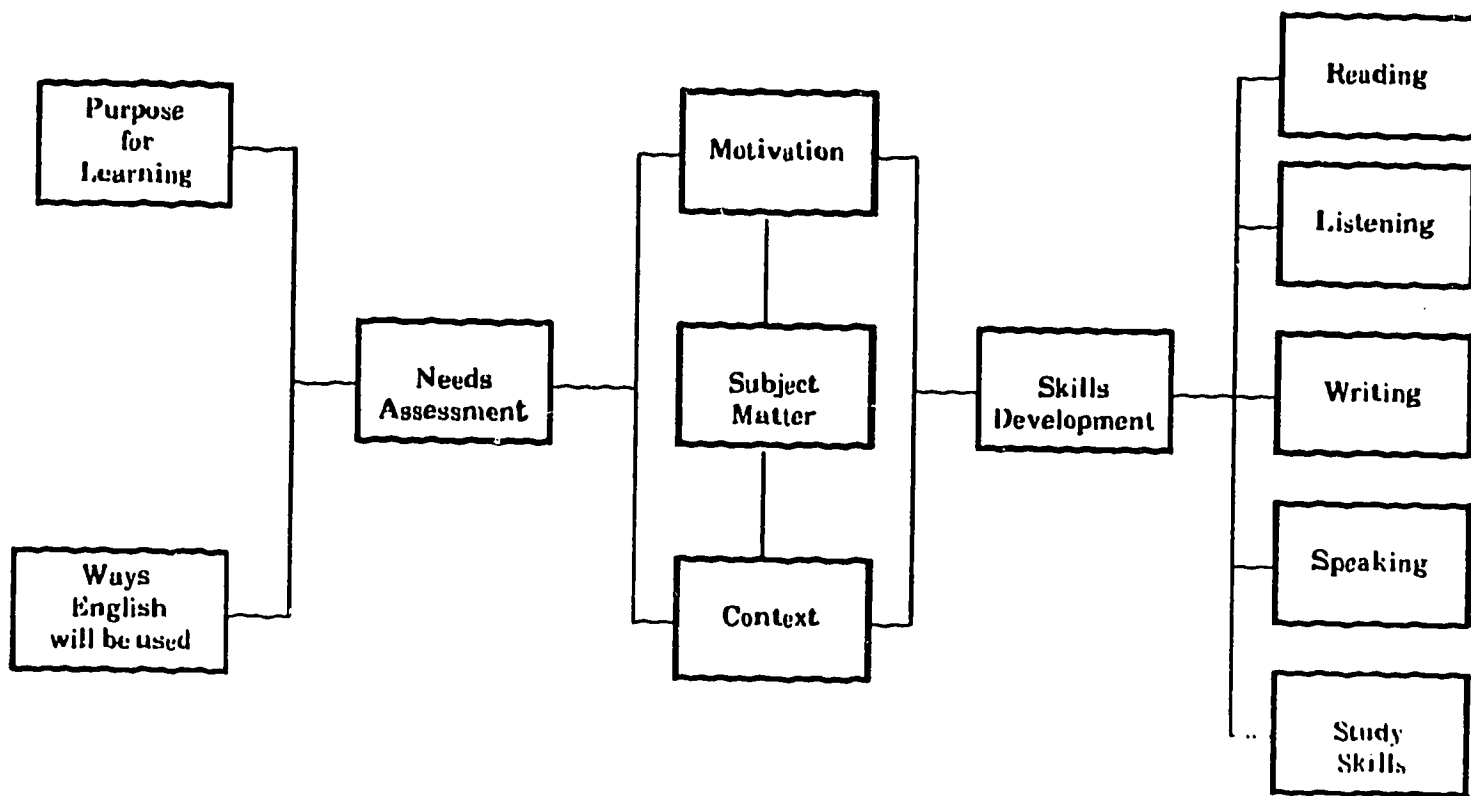 Purpose
for
Learning
Ways
English
will be used
Needs
Assessment
Motivation
Subject
Matter
Context
Skills
Development
Reading
Listening
Writing
Speaking
Study
Skills